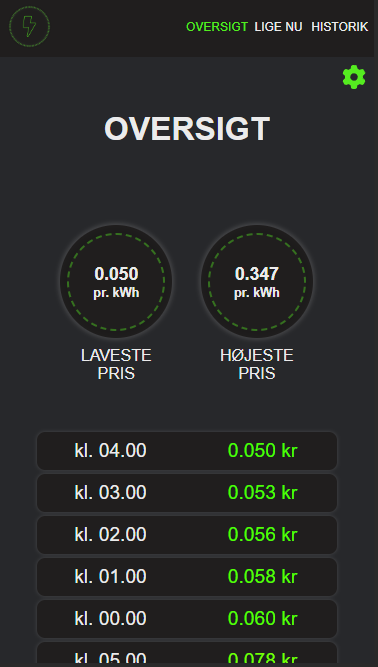 OVERSIGT LIGE NU HISTORIK
OVERSIGT
0.050 0.347
pr. kWh pr. kWh
LAVESTE HØJESTE
PRIS PRIS
kl. 04.00 0.050 kr
kl. 03.00 0.053 kr
kl. 02.00 0.056 kr
kl. 01.00 0.058 kr
kl. 00.00 0.060 kr
kl. 05.00 0.078 kr